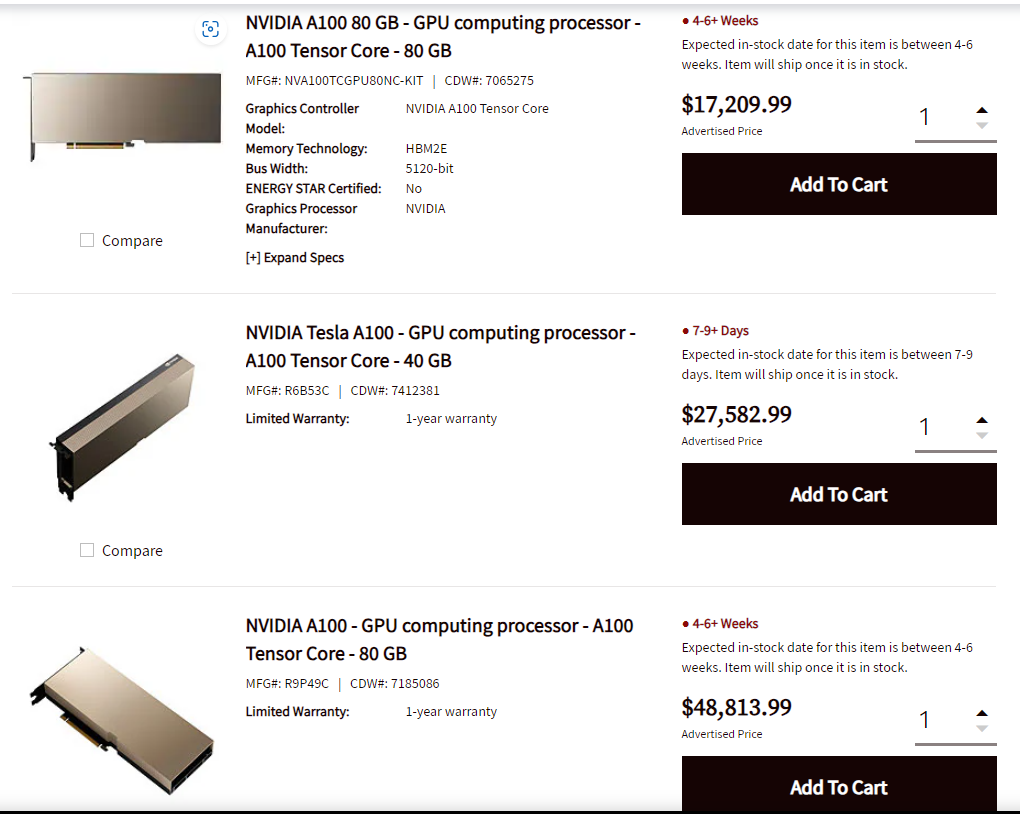 NVIDIA A100 80 GB - GPU computing processor -
A100 Tensor Core - 80 GB
MFG#: NVA100TCGPU80NC-KIT | CDW#: 7065275
Graphics Controller Model: NVIDIA A100 Tensor Core
Memory Technology: HBM2E
Bus Width: 5120-bit
ENERGY STAR Certified: No
Graphics Processor Manufacturer: NVIDIA
[+] Expand Specs
Compare
● 4-6+ Weeks
Expected in-stock date for this item is between 4-6
weeks. Item will ship once it is in stock.
$17,209.99
Advertised Price
1
Add To Cart
NVIDIA Tesla A100 - GPU computing processor -
A100 Tensor Core - 40 GB
MFG#: R6B53C | CDW#: 7412381
Limited Warranty: 1-year warranty
Compare
● 7-9+ Days
Expected in-stock date for this item is between 7-9
days. Item will ship once it is in stock.
$27,582.99
Advertised Price
1
Add To Cart
NVIDIA A100 - GPU computing processor - A100
Tensor Core - 80 GB
MFG#: R9P49C | CDW#: 7185086
Limited Warranty: 1-year warranty
● 4-6+ Weeks
Expected in-stock date for this item is between 4-6
weeks. Item will ship once it is in stock.
$48,813.99
Advertised Price
1
Add To Cart